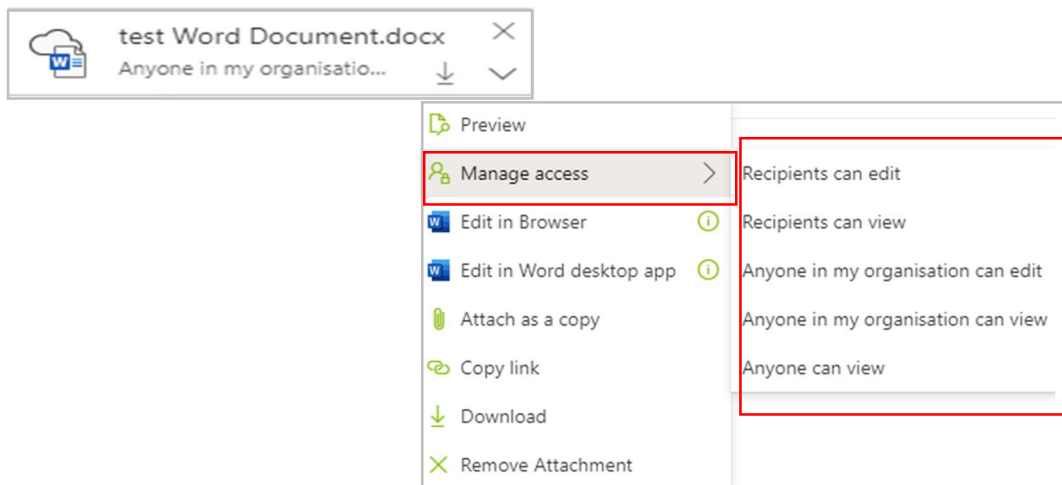 test Word Document.docx
Anyone in my organisatio...
Preview
Manage access
Recipients can edit
Recipients can view
Anyone in my organisation can edit
Anyone in my organisation can view
Anyone can view
Edit in Browser
Edit in Word desktop app
Attach as a copy
Copy link
Download
Remove Attachment